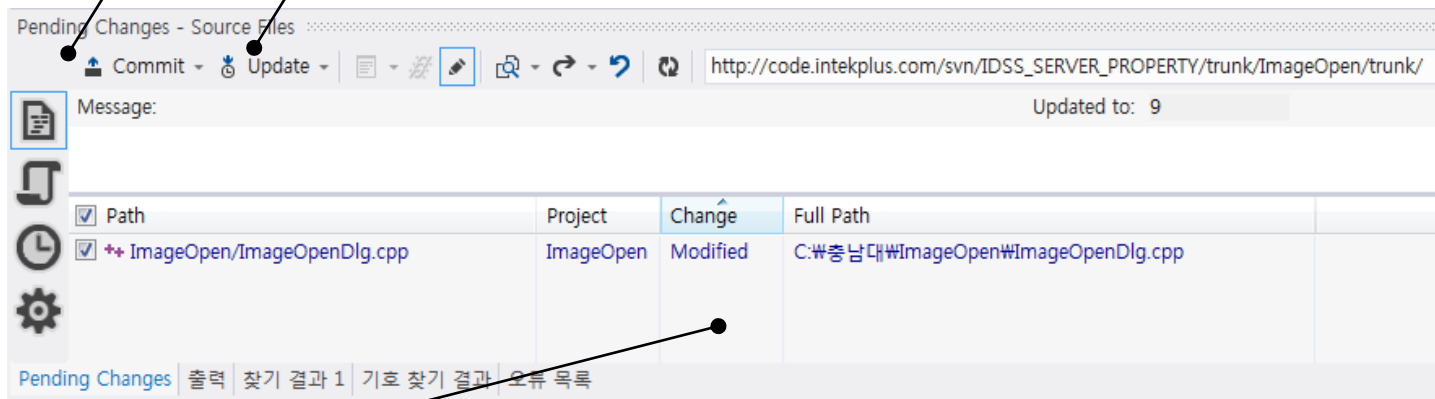 Pending Changes - Source Files
Commit Update http://code.intekplus.com/svn/IDSS_SERVER_PROPERTY/trunk/ImageOpen/trunk/
Message: Updated to: 9
Path Project Change Full Path
ImageOpen/ImageOpenDlg.cpp ImageOpen Modified C:₩충남대₩ImageOpen₩ImageOpenDlg.cpp
Pending Changes 출력 찾기 결과 1 기호 찾기 결과 오류 목록